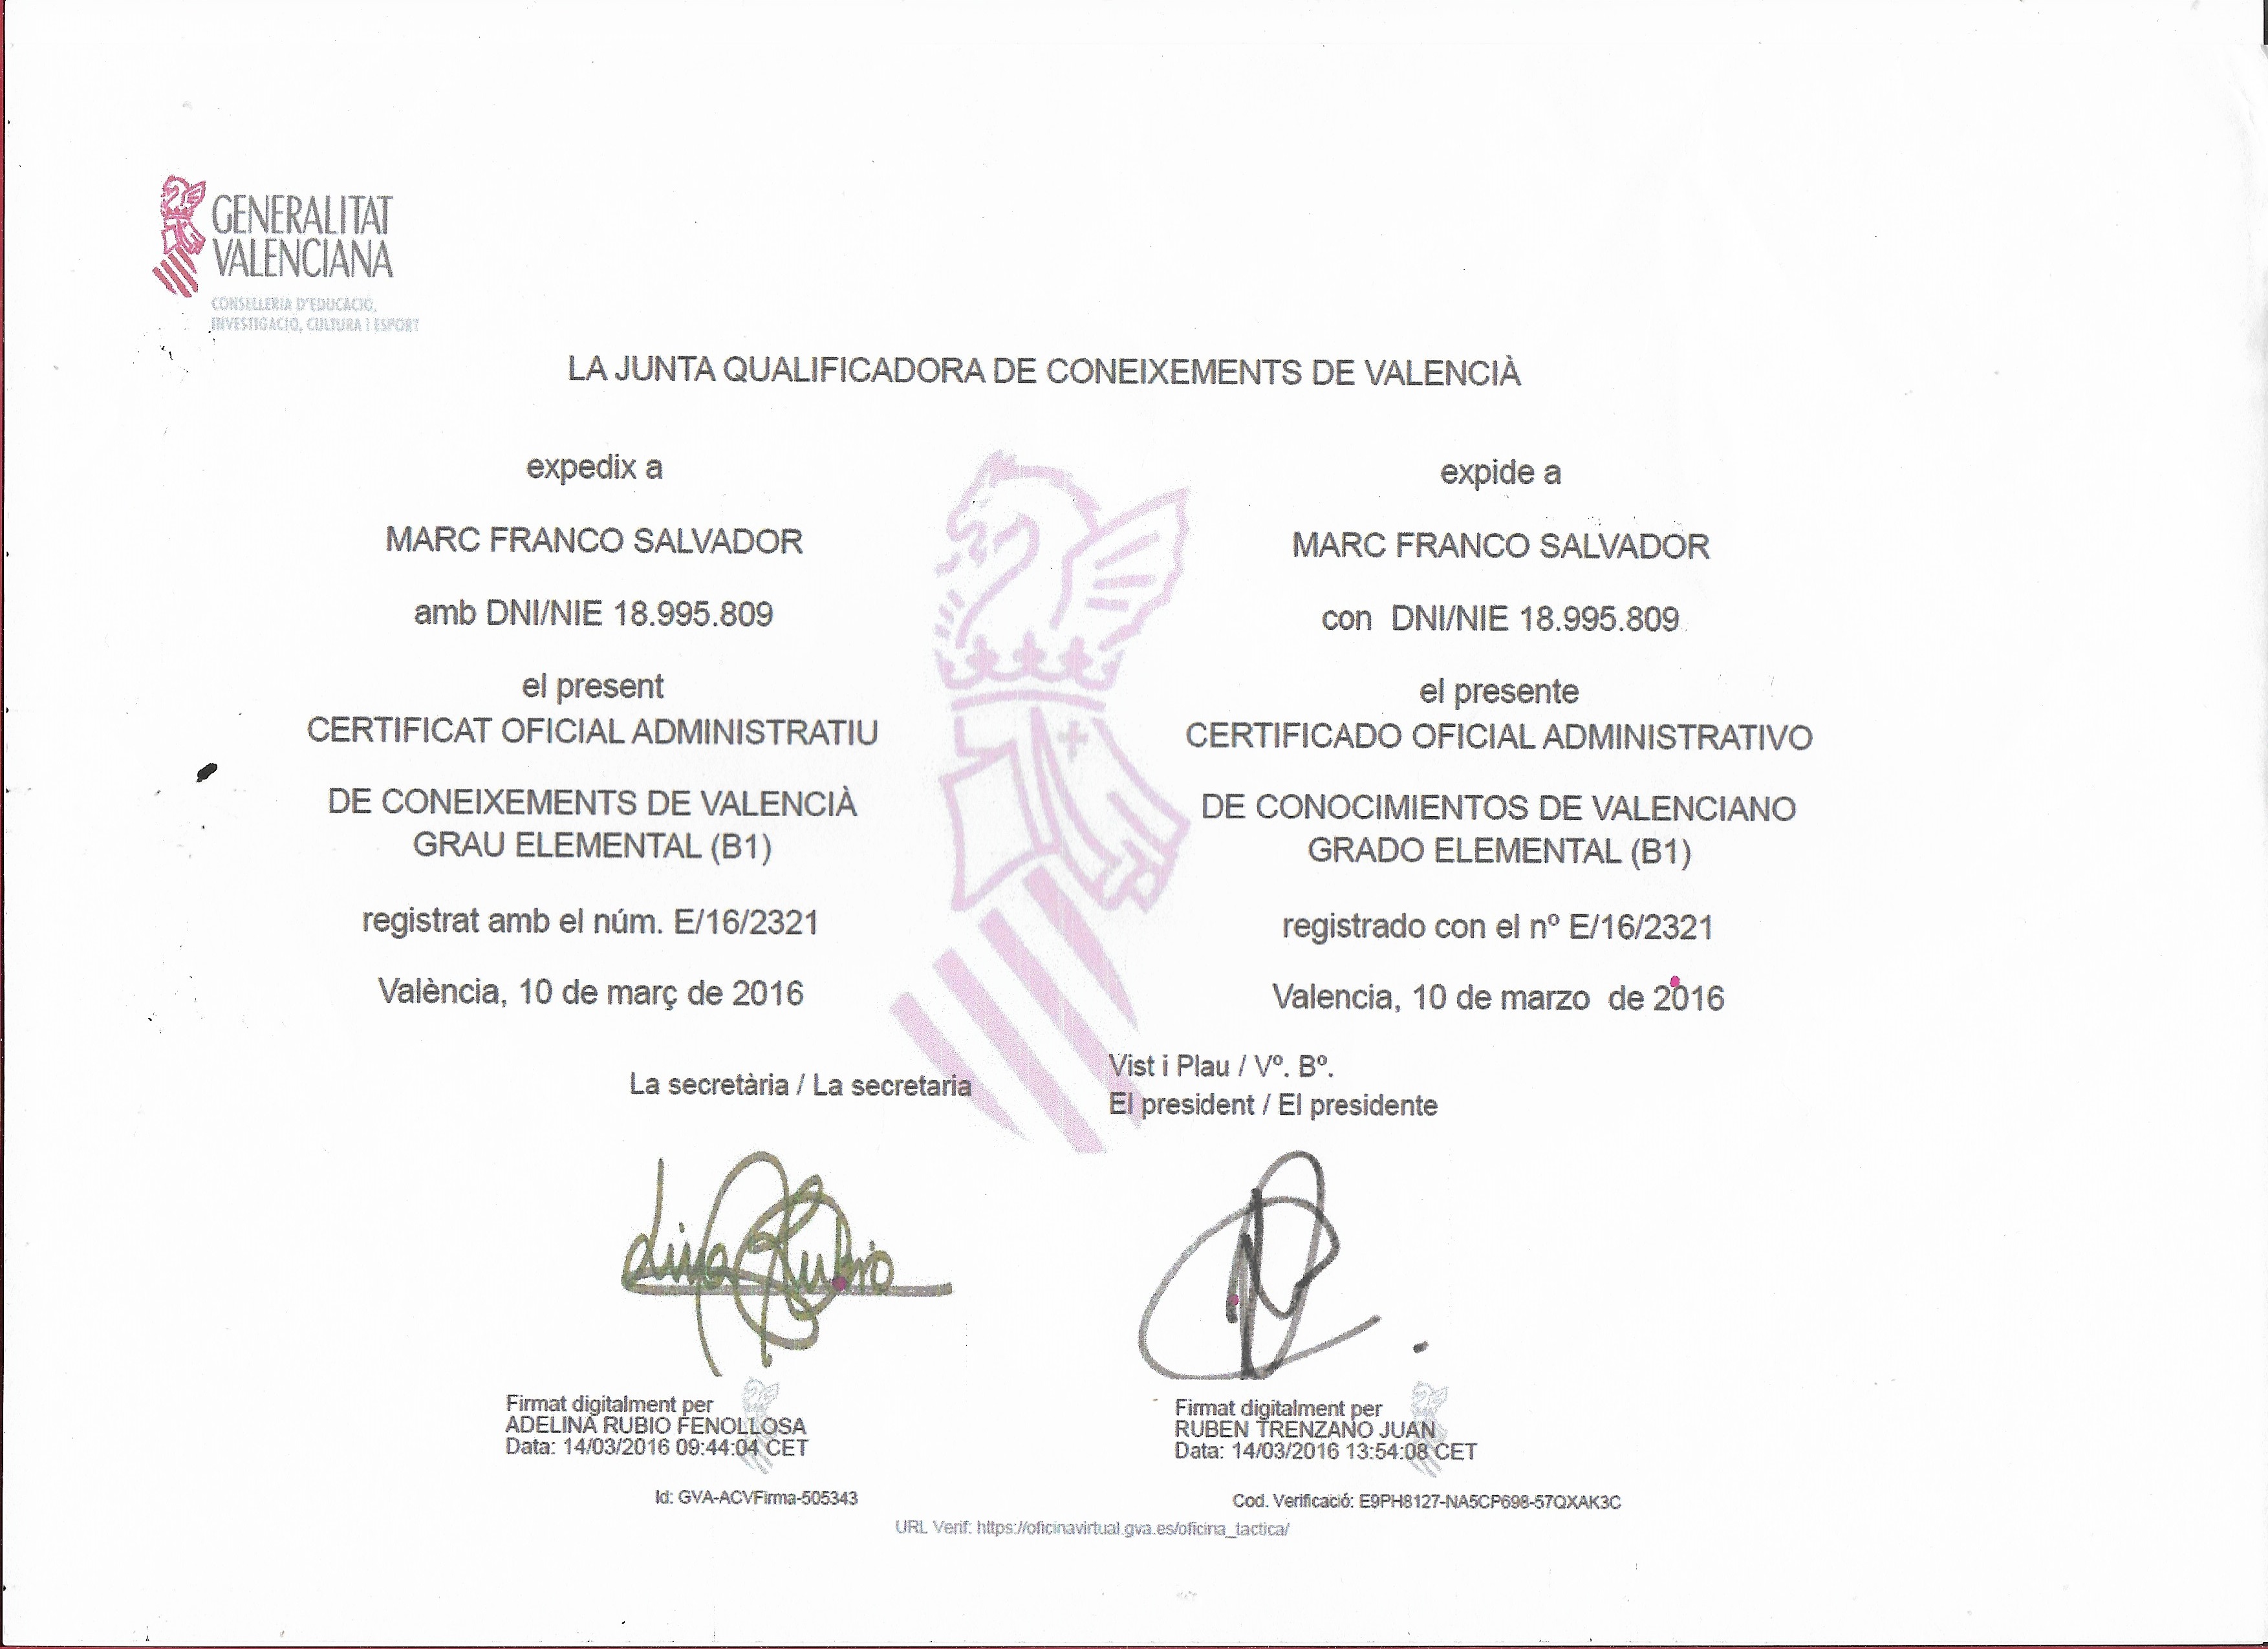 GENERALITAT
VALENCIANA
CONSELLERIA D'EDUCACIÓ,
INVESTIGACIÓ, CULTURA I ESPORT
LA JUNTA QUALIFICADORA DE CONEIXEMENTS DE VALENCIÀ
expedix a
MARC FRANCO SALVADOR
amb DNI/NIE 18.995.809
el present
CERTIFICAT OFICIAL ADMINISTRATIU
DE CONEIXEMENTS DE VALENCIÀ
GRAU ELEMENTAL (B1)
registrat amb el núm. E/16/2321
València, 10 de març de 2016
expide a
MARC FRANCO SALVADOR
con DNI/NIE 18.995.809
el presente
CERTIFICADO OFICIAL ADMINISTRATIVO
DE CONOCIMIENTOS DE VALENCIANO
GRADO ELEMENTAL (B1)
registrado con el nº E/16/2321
Valencia, 10 de marzo de 2016
La secretària / La secretaria
Vist i Plau / Vº. Bº.
El president / El presidente
Lina Rubio
Firmat digitalment per
ADELINA RUBIO FENOLLOSA
Data: 14/03/2016 09:44:04 CET
Firmat digitalment per
RUBEN TRENZANO JUAN
Data: 14/03/2016 13:54:08 CET
Id: GVA-ACVFirma-505343
Cod. Verificació: E9PH8127-NA5CP698-57QXAK3C
URL Verif: https://oficinavirtual.gva.es/oficina_tactica/